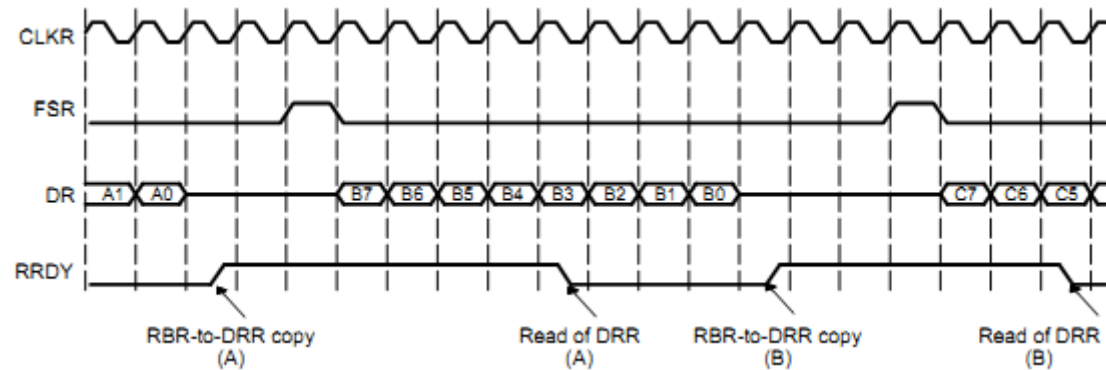 CLKR
FSR
DR A1 A0 B7 B6 B5 B4 B3 B2 B1 B0 C7 C6 C5
RRDY
RBR-to-DRR copy Read of DRR RBR-to-DRR copy Read of DRR
(A) (A) (B) (B)